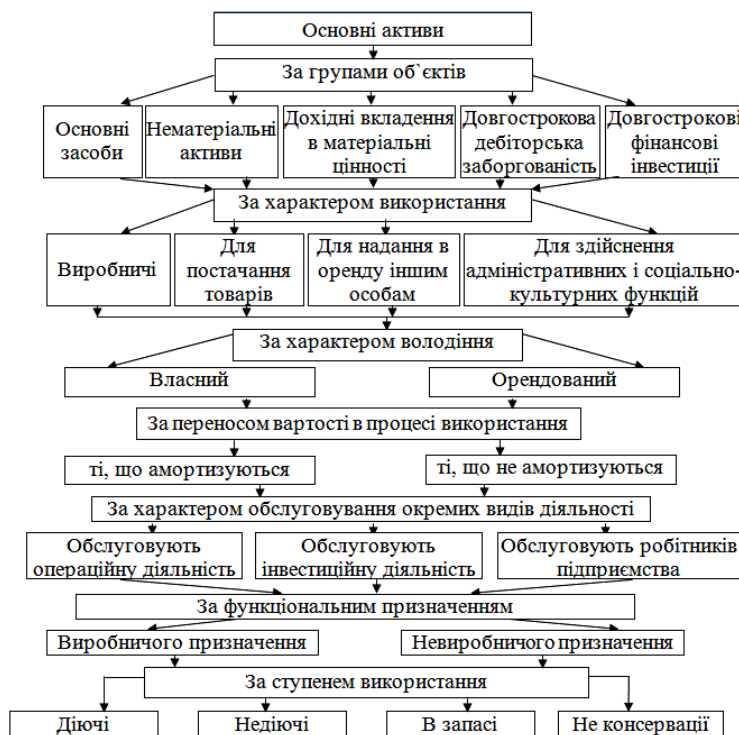 Основні активи
За групами об`єктів
Основні
засоби
Нематеріальні
активи
Дохідні вкладення
в матеріальні
цінності
Довгострокова
дебіторська
заборгованість
Довгострокові
фінансові
інвестиції
За характером використання
Виробничі
Для
постачання
товарів
Для надання в
оренду іншим
особам
Для здійснення
адміністративних і соціально-
культурних функцій
За характером володіння
Власний
Орендований
За переносом вартості в процесі використання
ті, що амортизуються
ті, що не амортизуються
За характером обслуговування окремих видів діяльності
Обслуговують
операційну діяльність
Обслуговують
інвестиційну діяльність
Обслуговують робітників
підприємства
За функціональним призначенням
Виробничого призначення
Невиробничого призначення
За ступенем використання
Діючі
Недіючі
В запасі
Не консервації